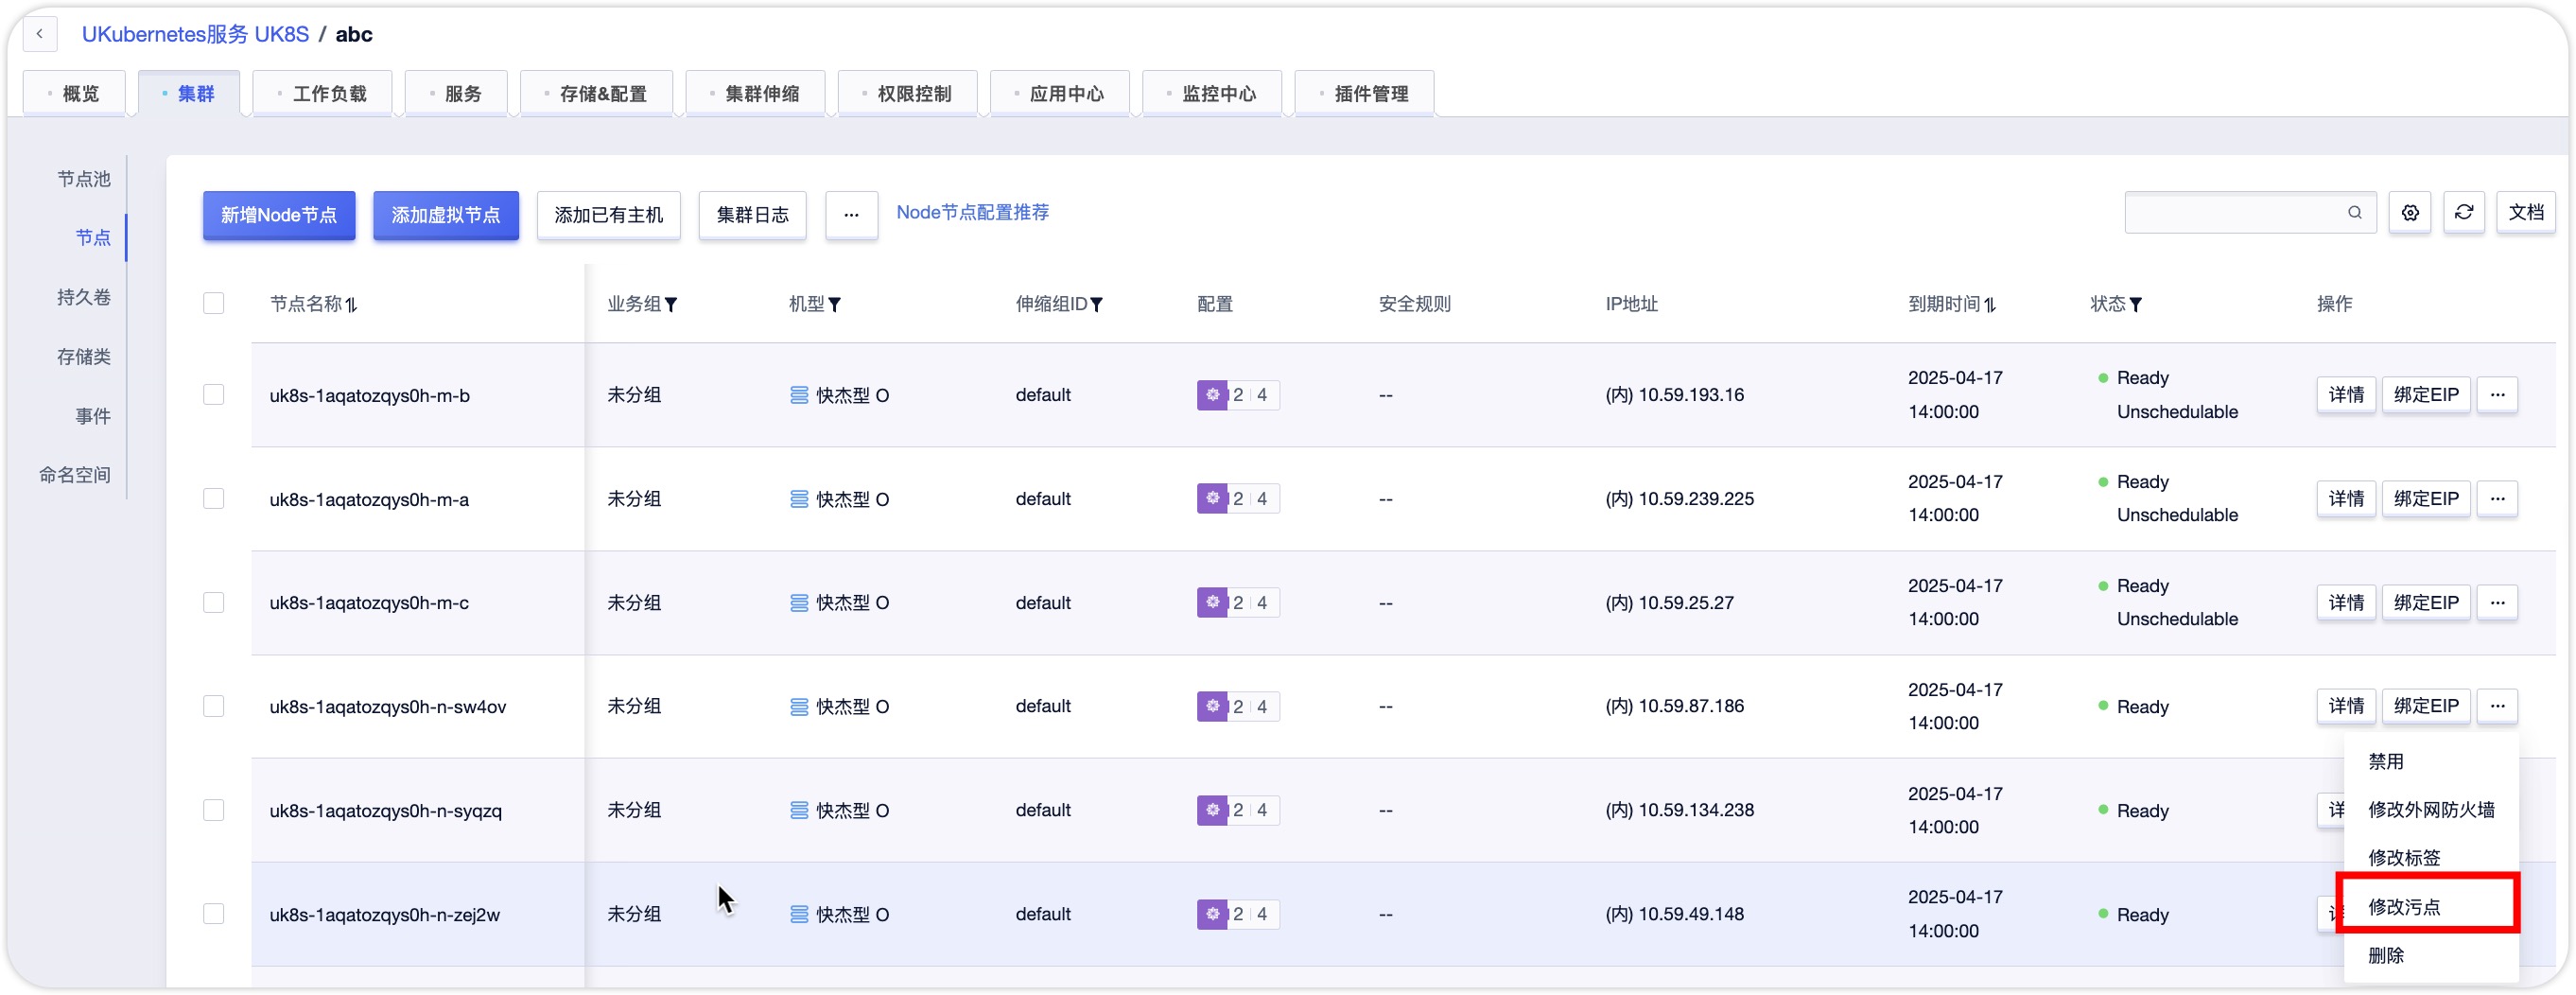 UKubernetes服务 UK8S / abc
概览 集群 工作负载 服务 存储&配置 集群伸缩 权限控制 应用中心 监控中心 插件管理
节点池
节点
持久卷
存储类
事件
命名空间
新增Node节点 添加虚拟节点 添加已有主机 集群日志 ··· Node节点配置推荐 文档
节点名称 业务组 机型 伸缩组ID 配置 安全规则 IP地址 到期时间 状态 操作
uk8s-1aqatozqys0h-m-b 未分组 快杰型 O default 2 4 -- (内) 10.59.193.16 2025-04-17 14:00:00 Ready Unschedulable 详情 绑定EIP ···
uk8s-1aqatozqys0h-m-a 未分组 快杰型 O default 2 4 -- (内) 10.59.239.225 2025-04-17 14:00:00 Ready Unschedulable 详情 绑定EIP ···
uk8s-1aqatozqys0h-m-c 未分组 快杰型 O default 2 4 -- (内) 10.59.25.27 2025-04-17 14:00:00 Ready Unschedulable 详情 绑定EIP ···
uk8s-1aqatozqys0h-n-sw4ov 未分组 快杰型 O default 2 4 -- (内) 10.59.87.186 2025-04-17 14:00:00 Ready 详情 绑定EIP ···
uk8s-1aqatozqys0h-n-syqzq 未分组 快杰型 O default 2 4 -- (内) 10.59.134.238 2025-04-17 14:00:00 Ready 详
uk8s-1aqatozqys0h-n-zej2w 未分组 快杰型 O default 2 4 -- (内) 10.59.49.148 2025-04-17 14:00:00 Ready
禁用
修改外网防火墙
修改标签
修改污点
删除